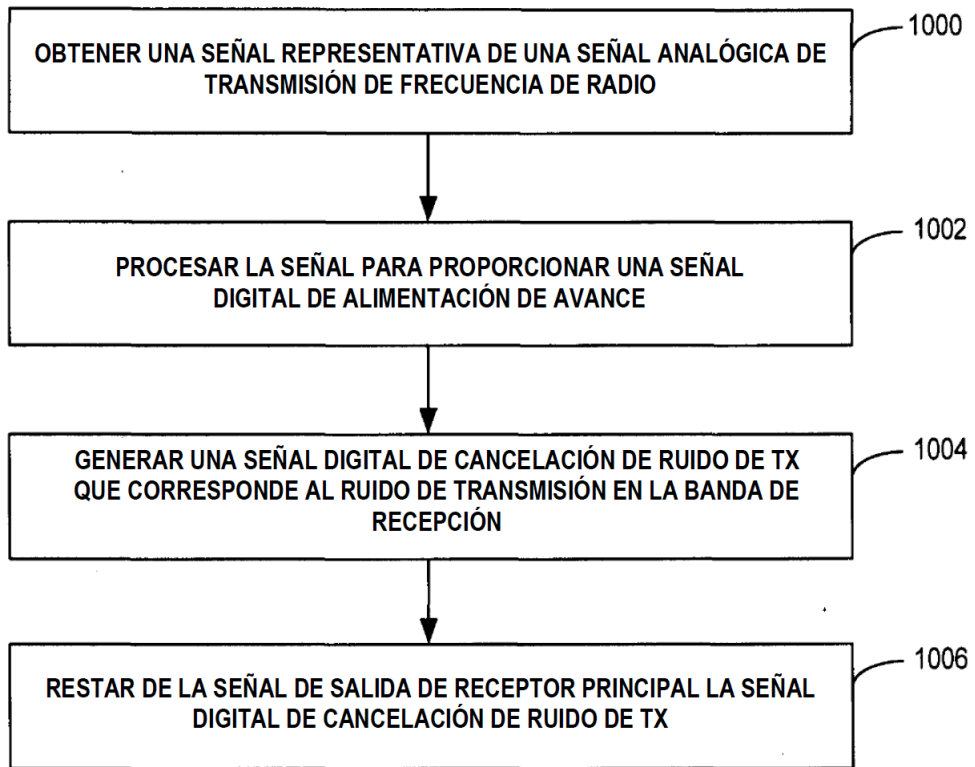 1000
OBTENER UNA SEÑAL REPRESENTATIVA DE UNA SEÑAL ANALÓGICA DE
TRANSMISIÓN DE FRECUENCIA DE RADIO
1002
PROCESAR LA SEÑAL PARA PROPORCIONAR UNA SEÑAL
DIGITAL DE ALIMENTACIÓN DE AVANCE
1004
GENERAR UNA SEÑAL DIGITAL DE CANCELACIÓN DE RUIDO DE TX
QUE CORRESPONDE AL RUIDO DE TRANSMISIÓN EN LA BANDA DE
RECEPCIÓN
1006
RESTAR DE LA SEÑAL DE SALIDA DE RECEPTOR PRINCIPAL LA SEÑAL
DIGITAL DE CANCELACIÓN DE RUIDO DE TX